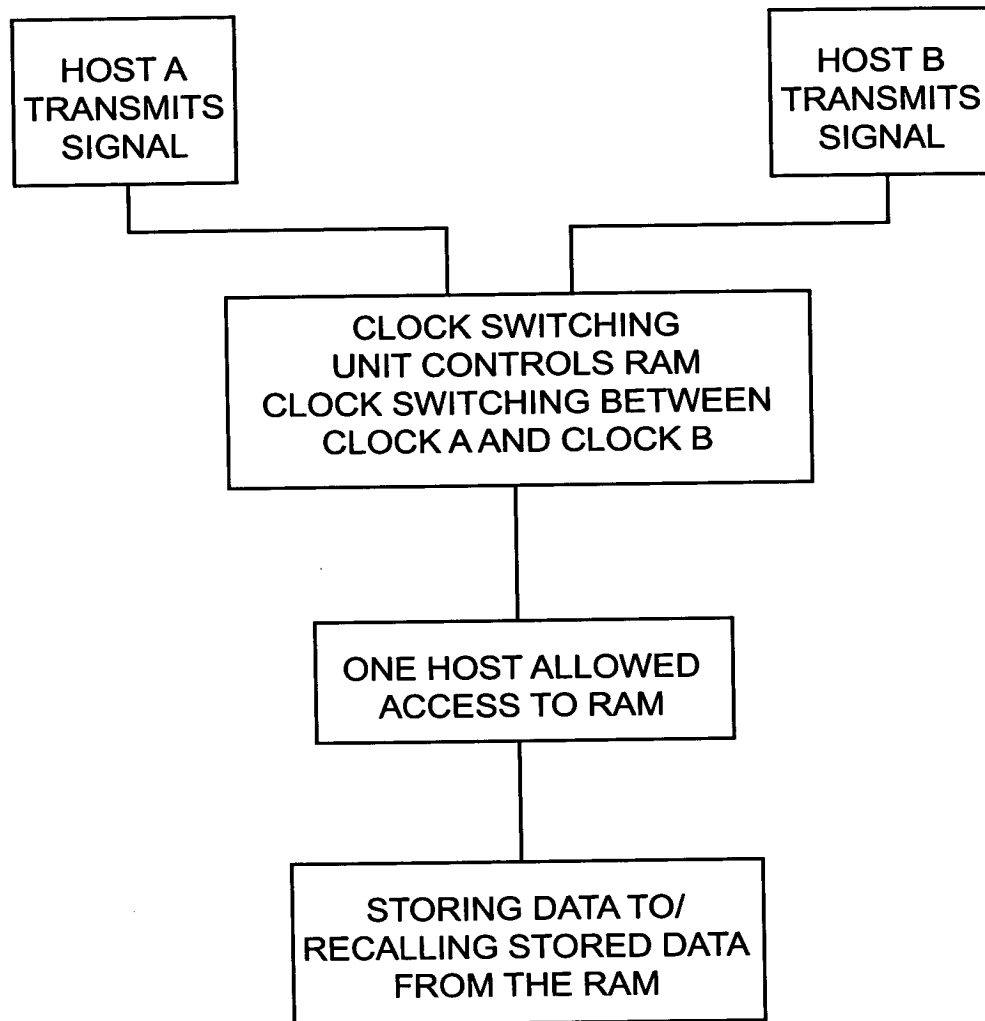 HOST A
TRANSMITS
SIGNAL
HOST B
TRANSMITS
SIGNAL
CLOCK SWITCHING
UNIT CONTROLS RAM
CLOCK SWITCHING BETWEEN
CLOCK A AND CLOCK B
ONE HOST ALLOWED
ACCESS TO RAM
STORING DATA TO/
RECALLING STORED DATA
FROM THE RAM